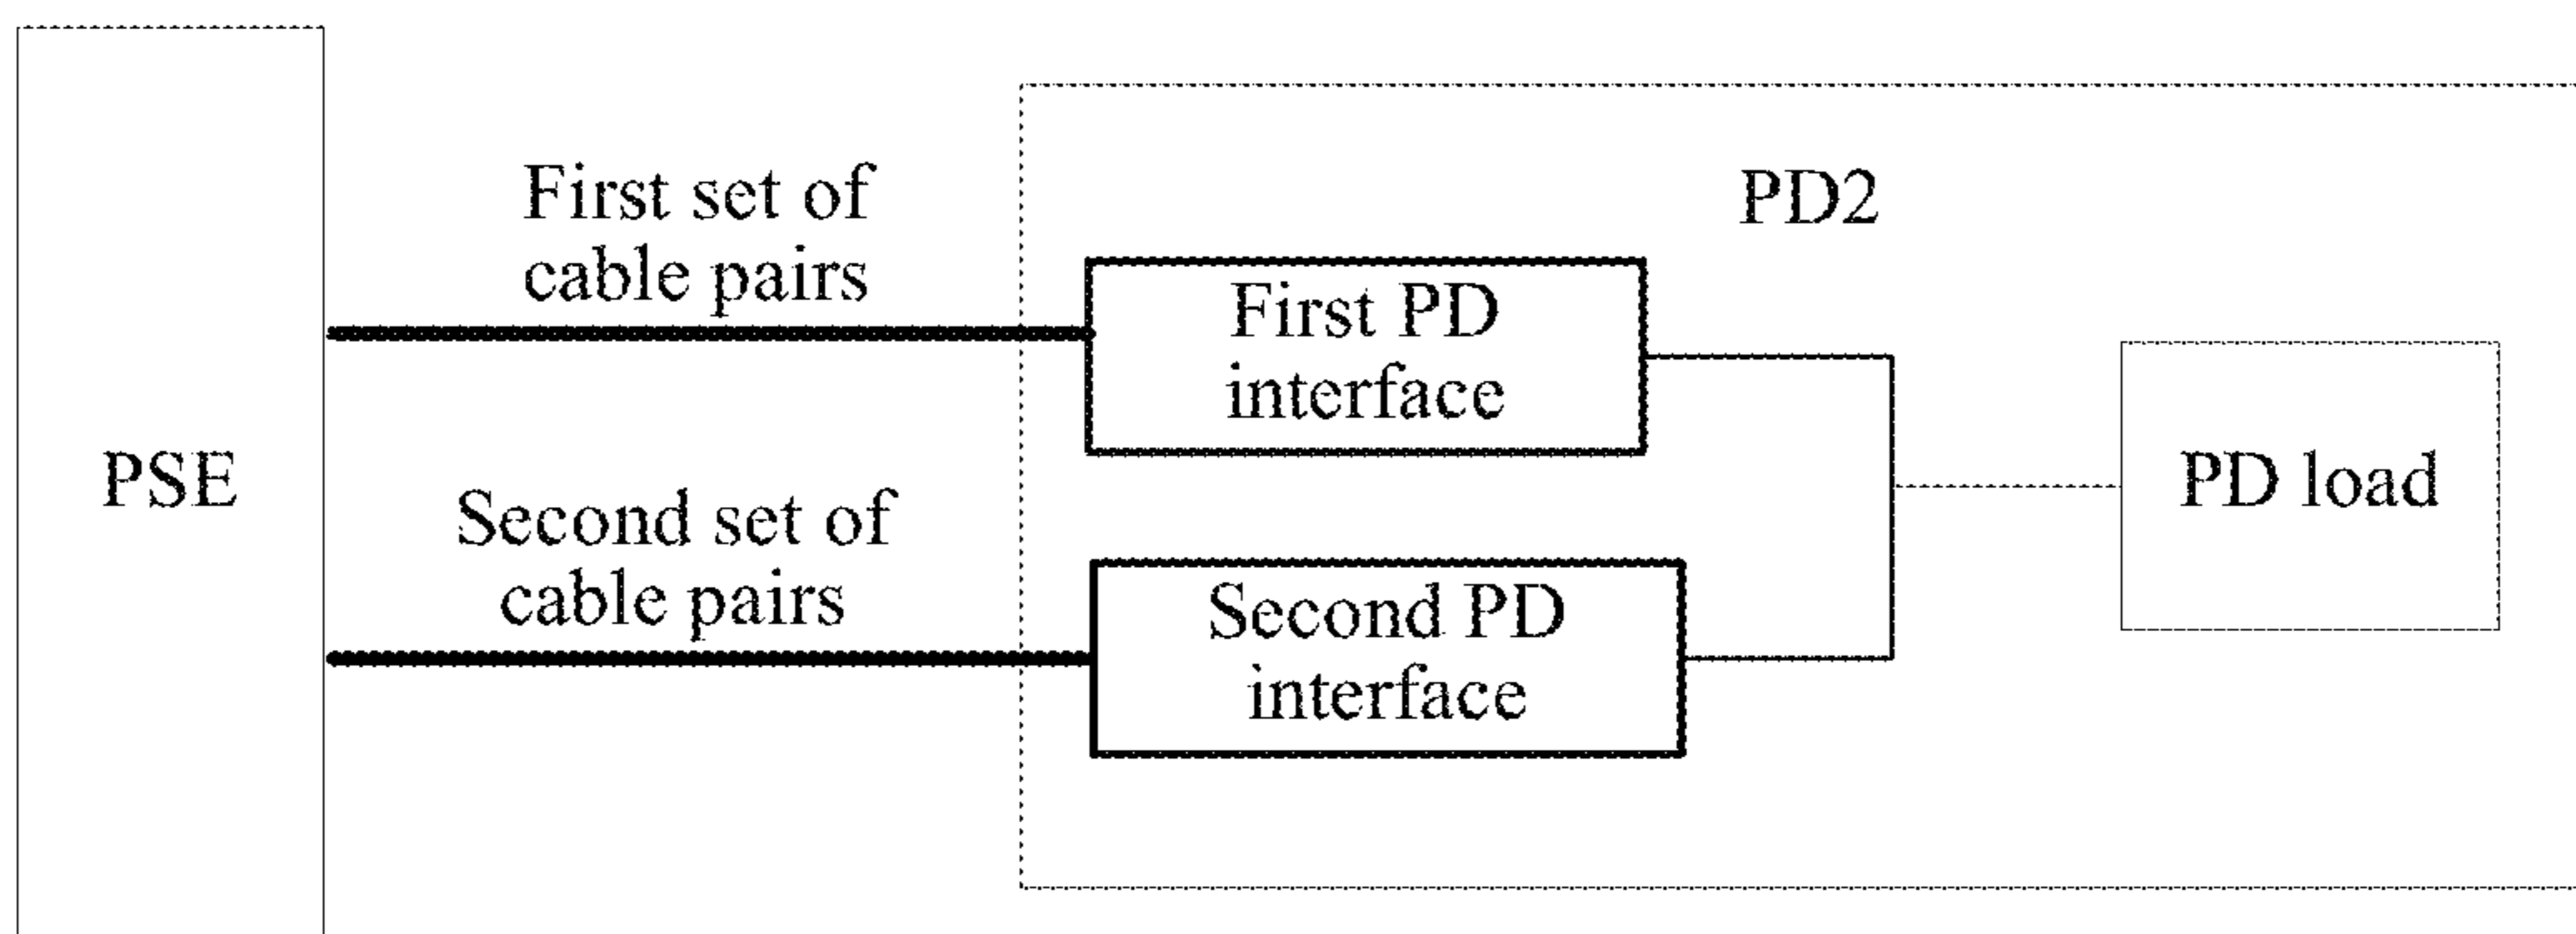 PSE
First set of
cable pairs
Second set of
cable pairs
PD2
First PD
interface
Second PD
interface
PD load